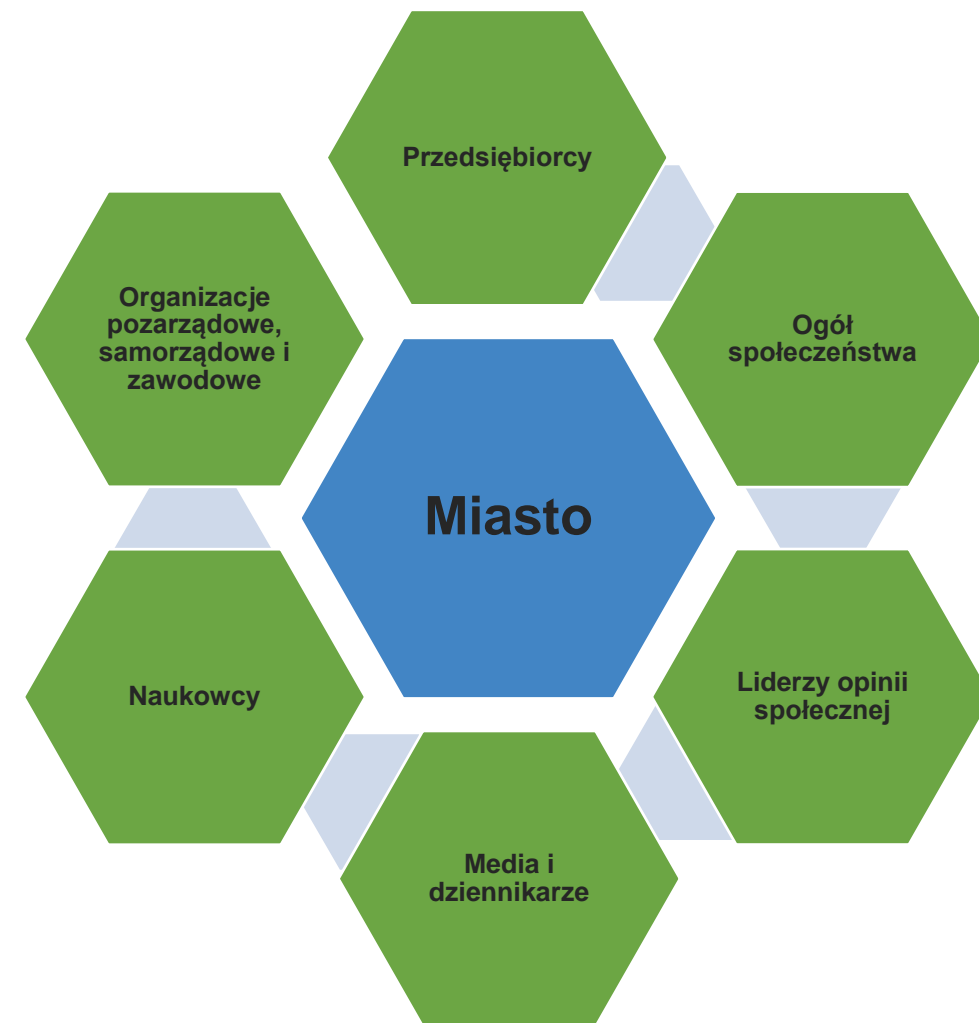 Przedsiębiorcy
Organizacje
pozarządowe,
samorządowe i
zawodowe
Ogół
społeczeństwa
Miasto
Naukowcy
Liderzy opinii
społecznej
Media i
dziennikarze